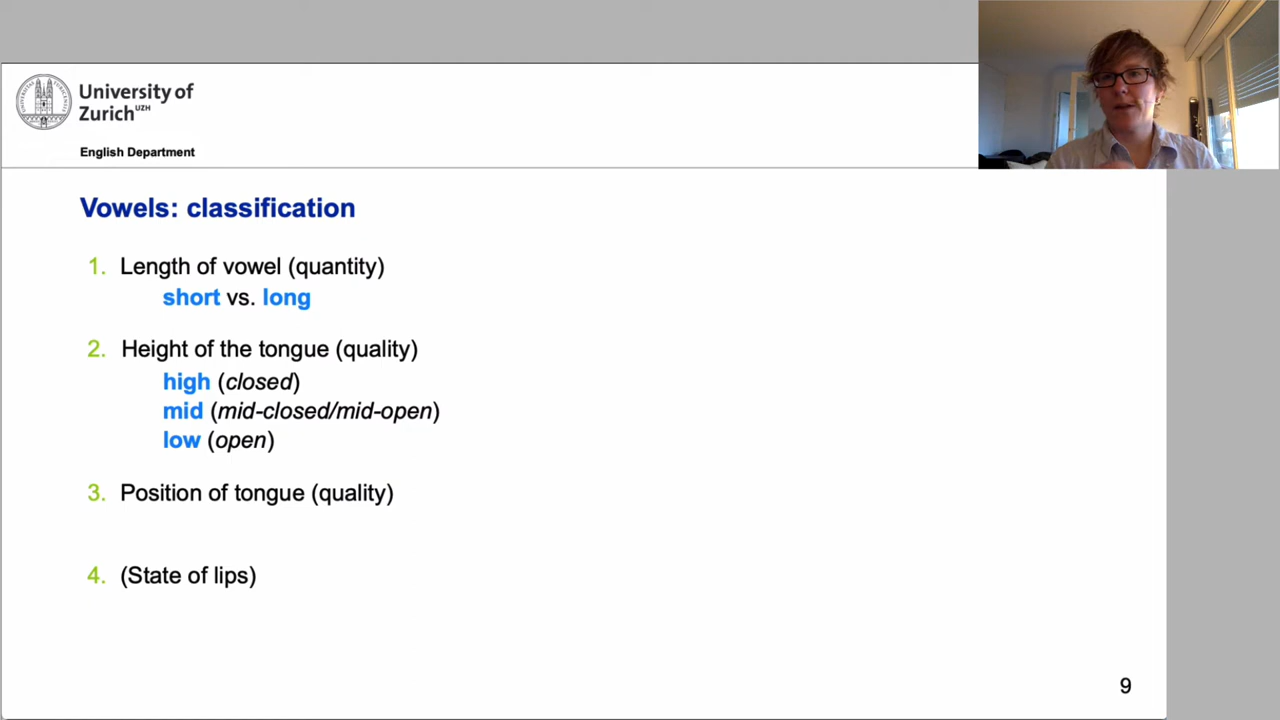 University of
Zurich UZH
English Department
Vowels: classification
1. Length of vowel (quantity)
short vs. long
2. Height of the tongue (quality)
high (closed)
mid (mid-closed/mid-open)
low (open)
3. Position of tongue (quality)
4. (State of lips)
9